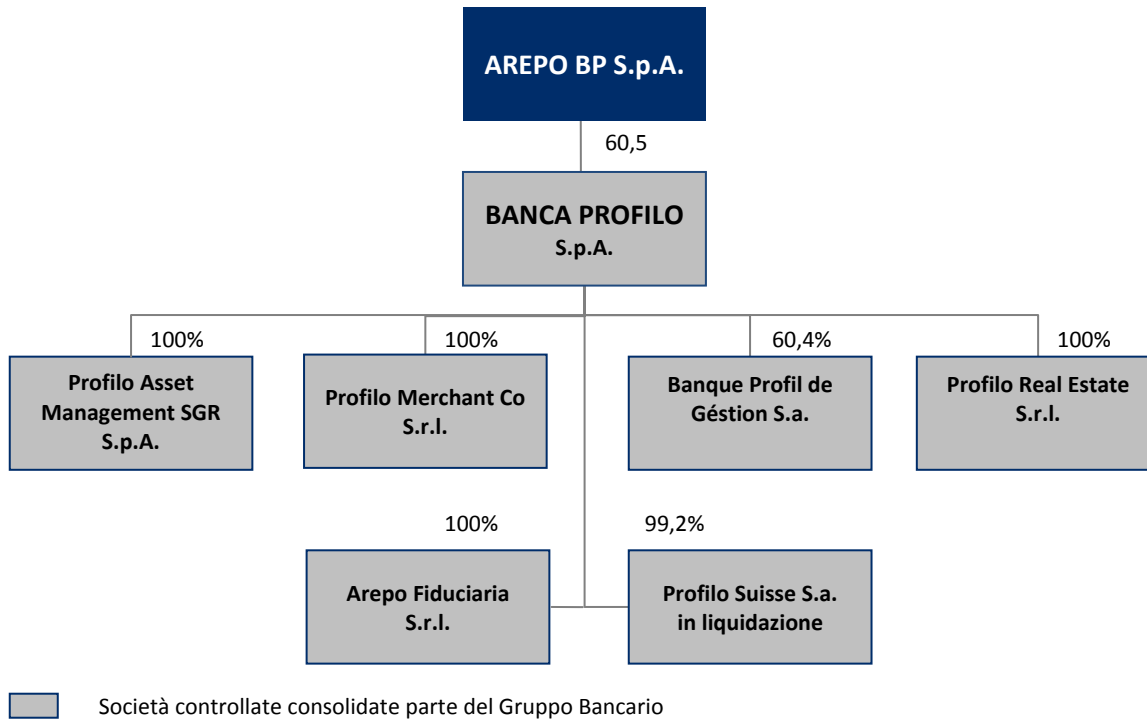 AREPO BP S.p.A.
60,5
BANCA PROFILO
S.p.A.
100%
100%
60,4%
100%
Profilo Asset
Management SGR
S.p.A.
Profilo Merchant Co
S.r.l.
Banque Profil de
Géstion S.a.
Profilo Real Estate
S.r.l.
100%
99,2%
Arepo Fiduciaria
S.r.l.
Profilo Suisse S.a.
in liquidazione
Società controllate consolidate parte del Gruppo Bancario